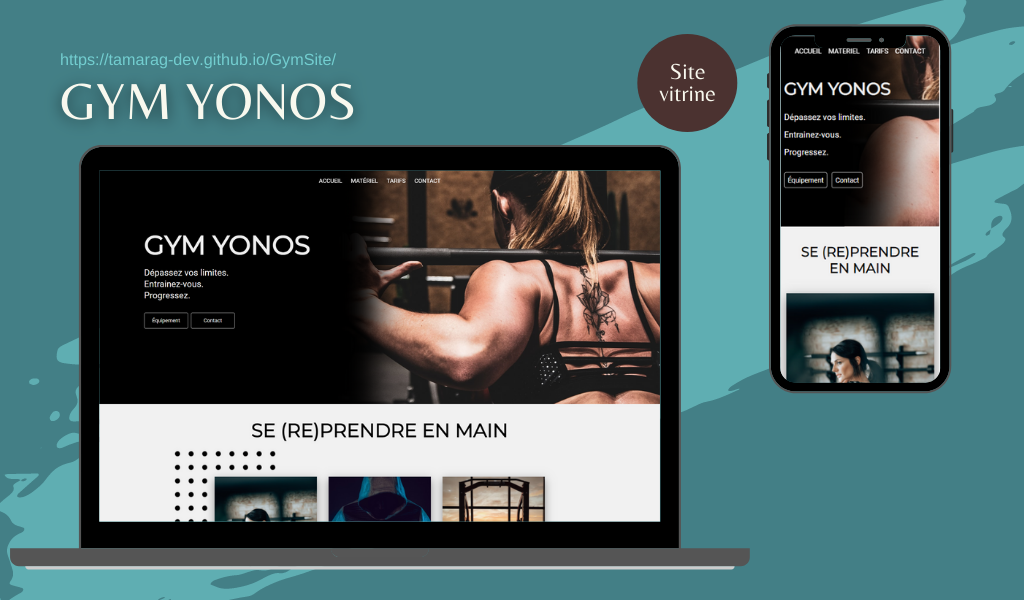 https://tamarag-dev.github.io/GymSite/
GYM YONOS
Site
vitrine
ACCUEIL MATÉRIEL TARIFS CONTACT
GYM YONOS
Dépassez vos limites.
Entrainez-vous.
Progressez.
Équipement Contact
SE (RE)PRENDRE EN MAIN
ACCUEIL MATERIEL TARIFS CONTACT
GYM YONOS
Dépassez vos limites.
Entrainez-vous.
Progressez.
Équipement Contact
SE (RE)PRENDRE
EN MAIN